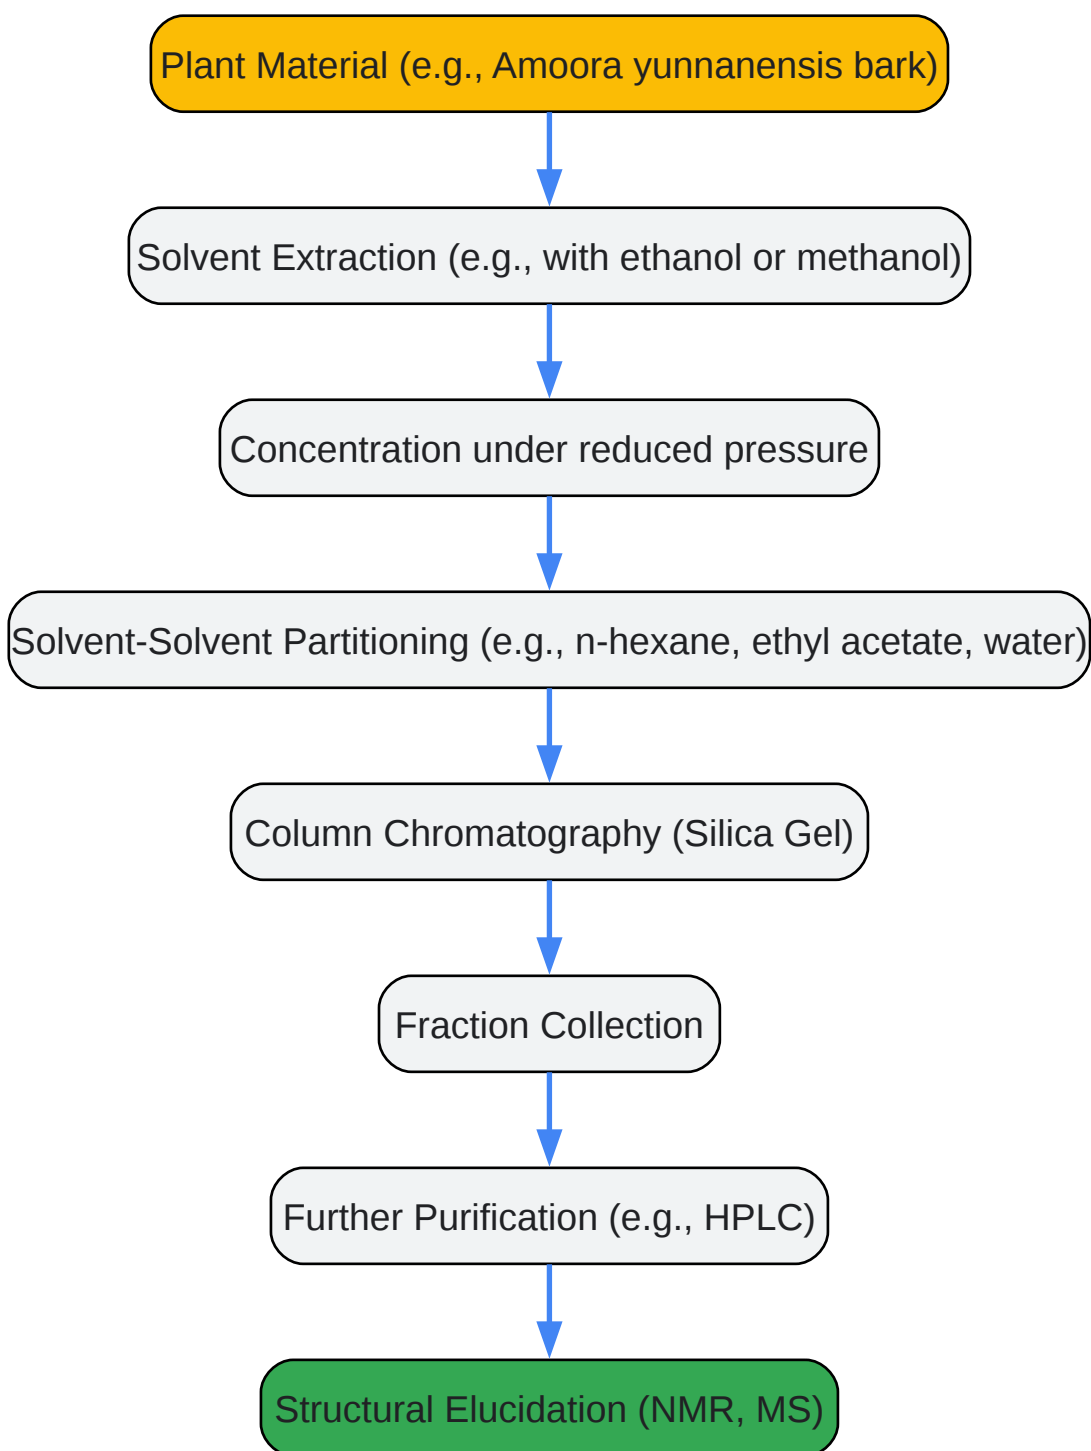 Plant Material (e.g., Amoora yunnanensis bark)
Solvent Extraction (e.g., with ethanol or methanol)
Concentration under reduced pressure
Solvent-Solvent Partitioning (e.g., n-hexane, ethyl acetate, water)
Column Chromatography (Silica Gel)
Fraction Collection
Further Purification (e.g., HPLC)
Structural Elucidation (NMR, MS)